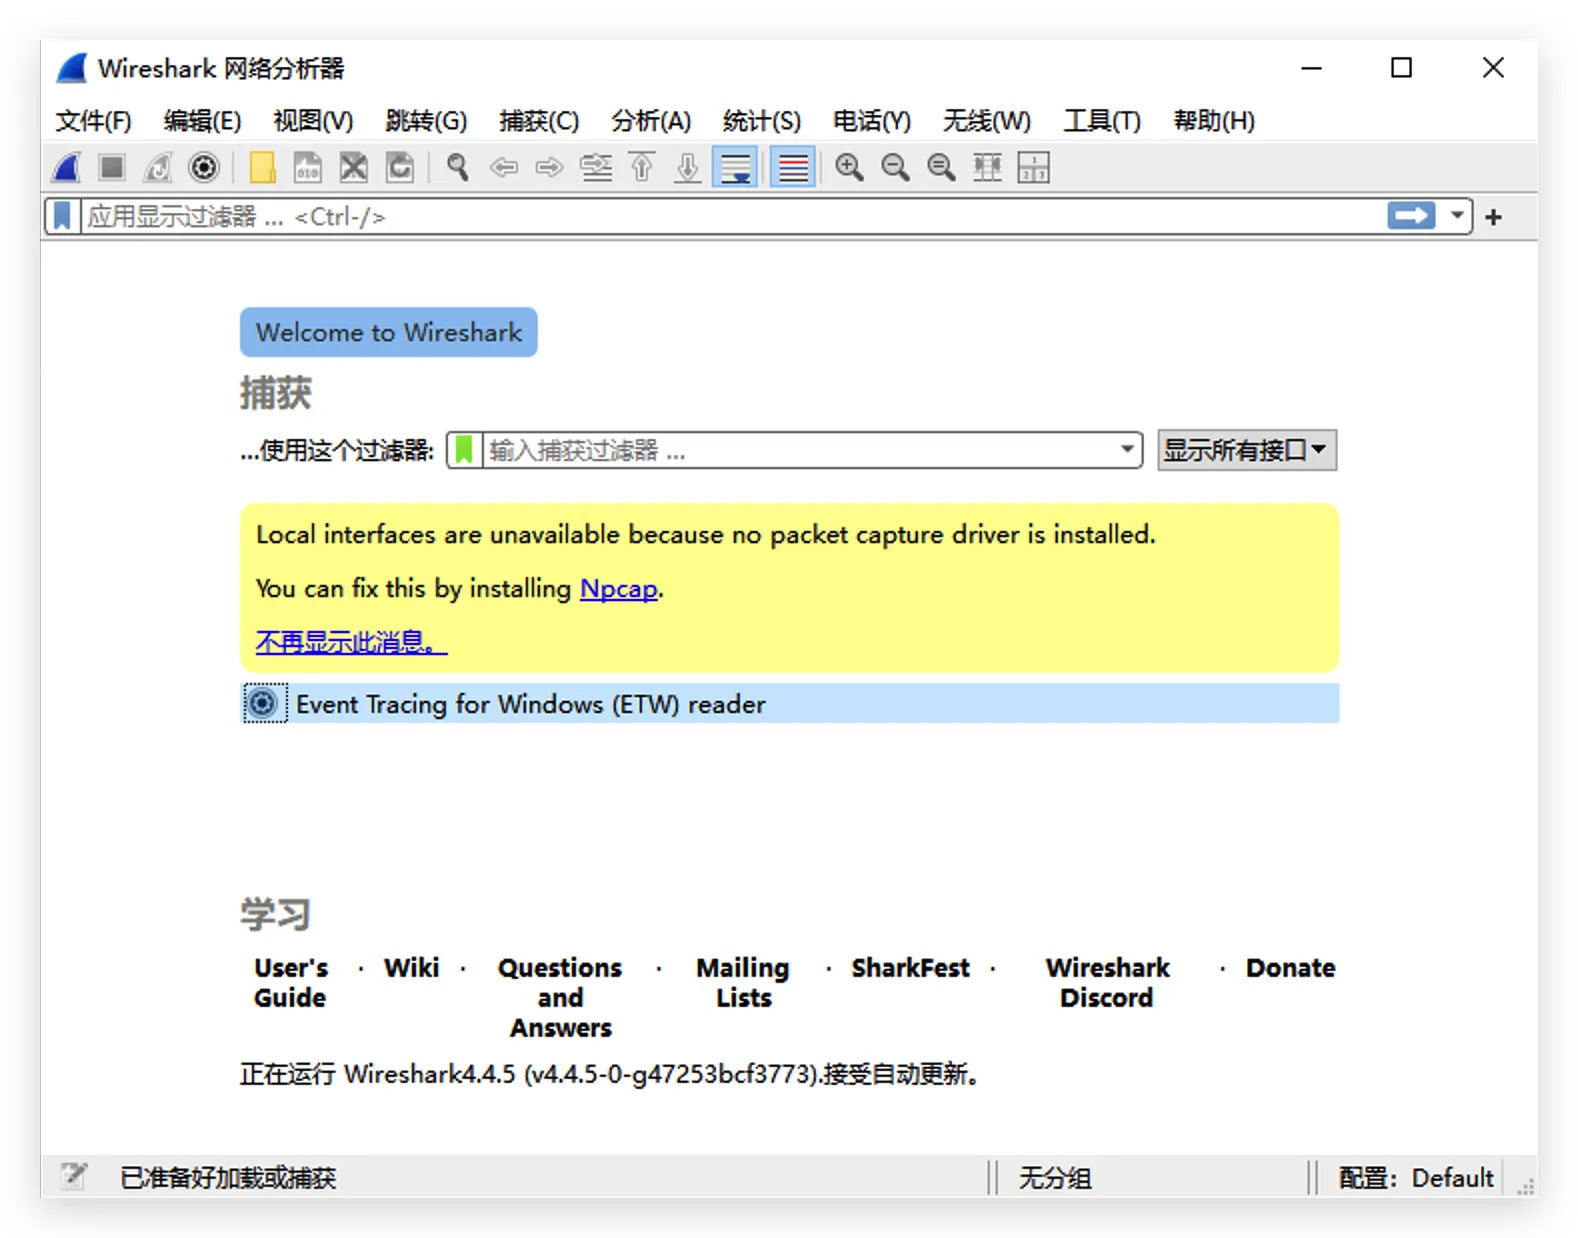 Wireshark 网络分析器
文件(F) 编辑(E) 视图(V) 跳转(G) 捕获(C) 分析(A) 统计(S) 电话(Y) 无线(W) 工具(T) 帮助(H)
应用显示过滤器 … <Ctrl-/>
Welcome to Wireshark
捕获
…使用这个过滤器: 输入捕获过滤器 … 显示所有接口
Local interfaces are unavailable because no packet capture driver is installed.
You can fix this by installing Npcap.
不再显示此消息。
Event Tracing for Windows (ETW) reader
学习
User's Guide · Wiki · Questions and Answers · Mailing Lists · SharkFest · Wireshark Discord · Donate
正在运行 Wireshark4.4.5 (v4.4.5-0-g47253bcf3773).接受自动更新。
已准备好加载或捕获 无分组 配置：Default